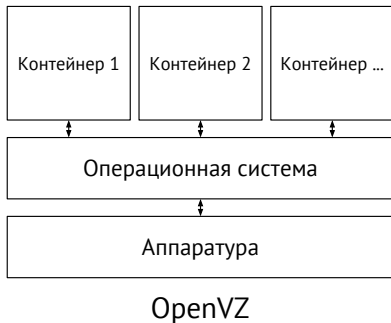 Контейнер 1
Контейнер 2
Контейнер ...
Операционная система
Аппаратура
OpenVZ